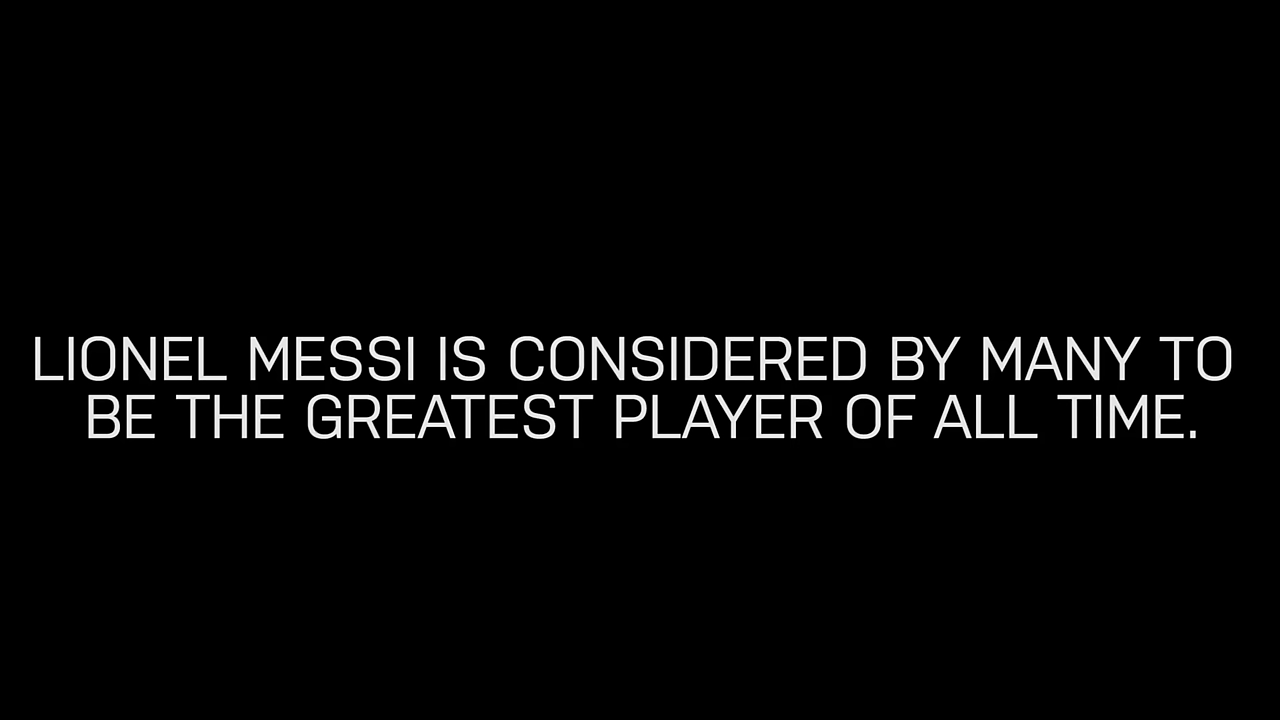 LIONEL MESSI IS CONSIDERED BY MANY TO
BE THE GREATEST PLAYER OF ALL TIME.